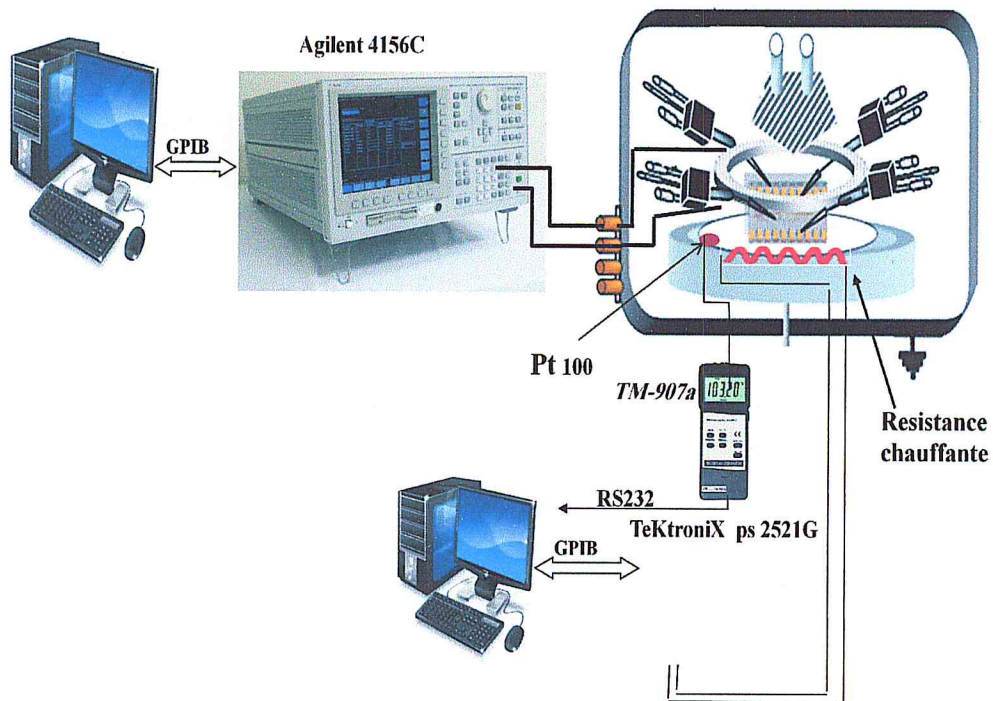 Agilent 4156C
GPIB
Pt 100
TM-907a
103.20
Resistance
chauffante
RS232
TeKtroniX ps 2521G
GPIB